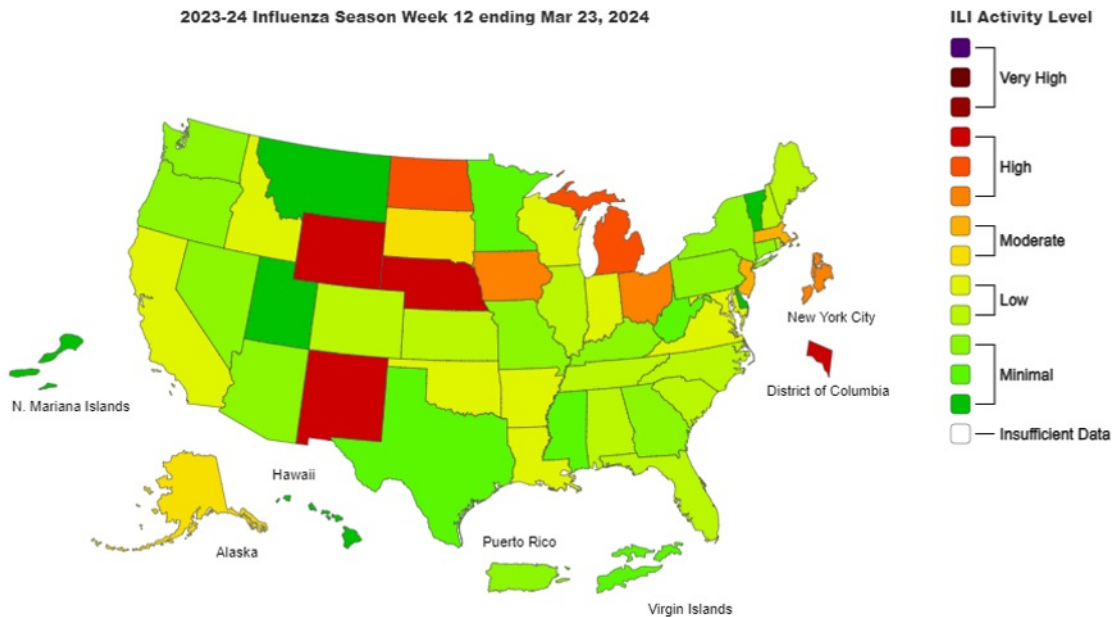 2023-24 Influenza Season Week 12 ending Mar 23, 2024
ILI Activity Level
Very High
High
Moderate
Low
Minimal
Insufficient Data
New York City
District of Columbia
N. Mariana Islands
Hawaii
Alaska
Puerto Rico
Virgin Islands